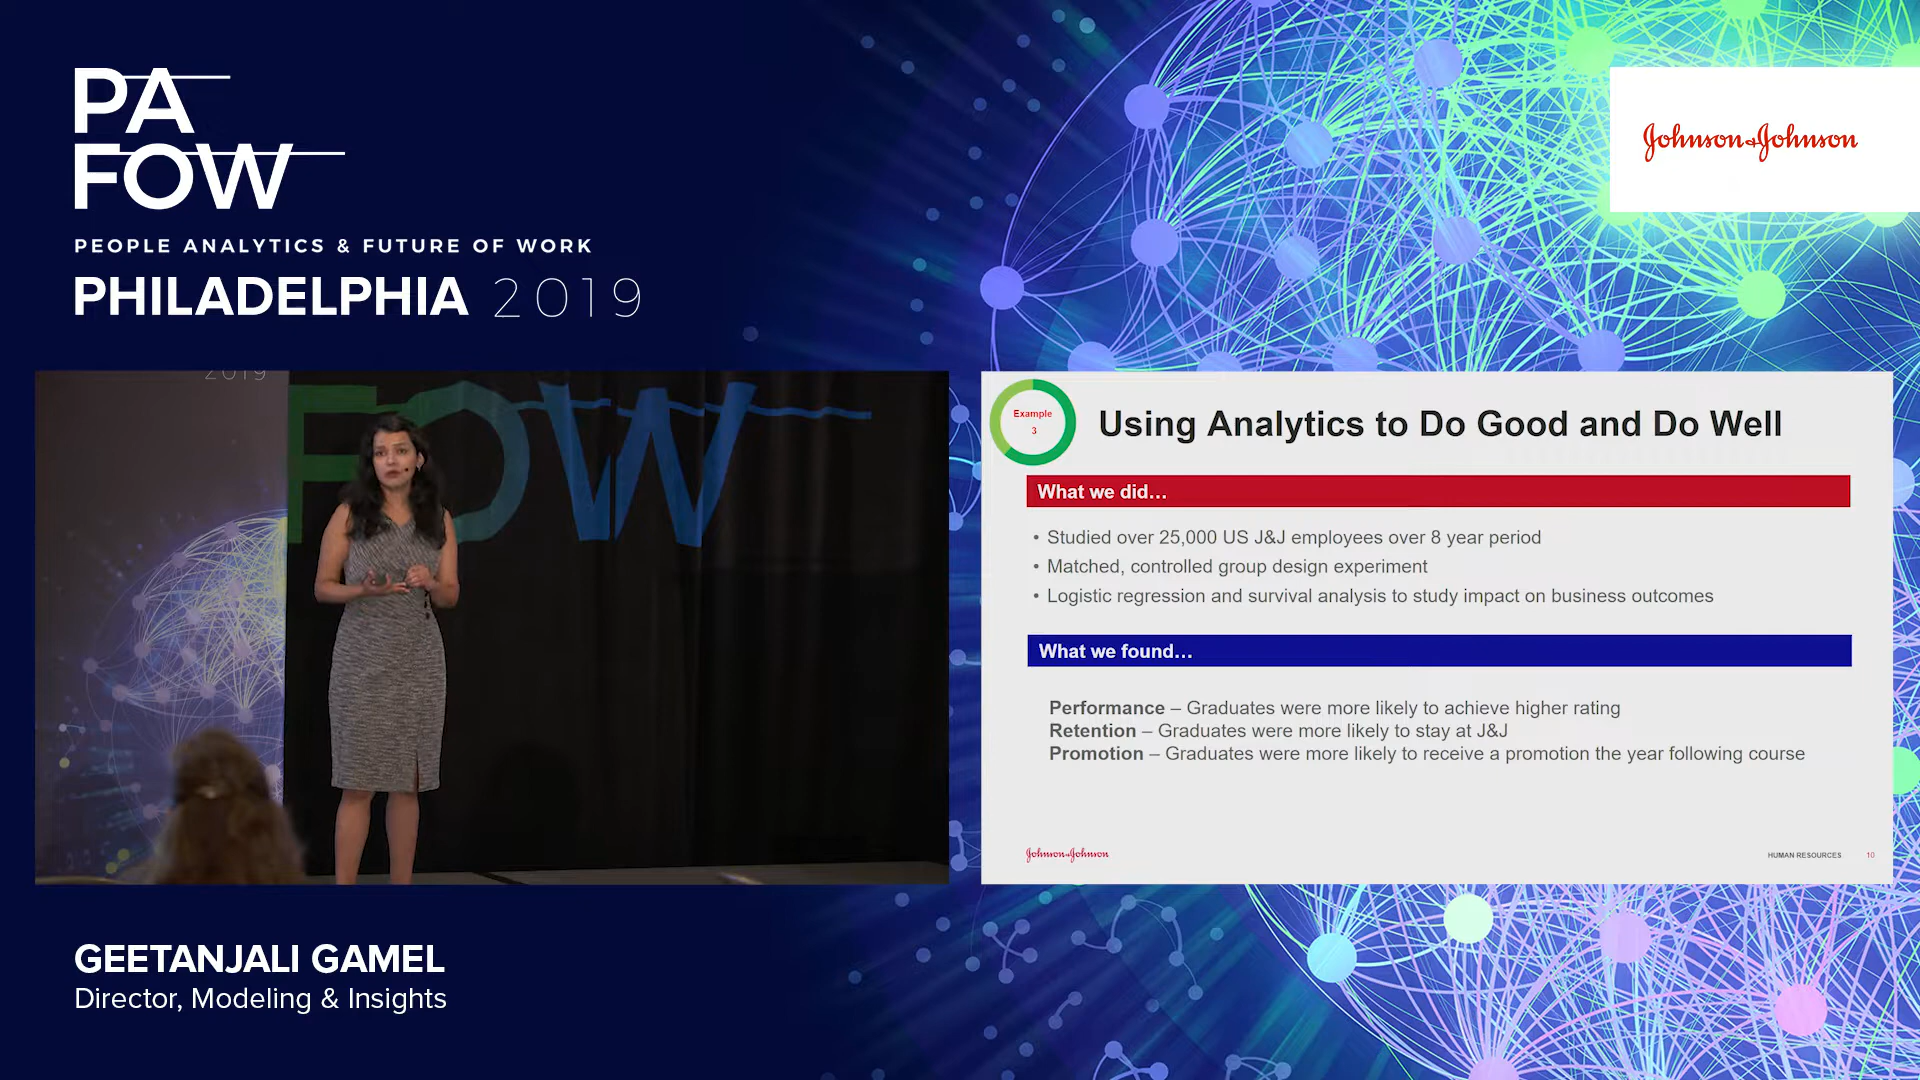 PA
FOW
PEOPLE ANALYTICS & FUTURE OF WORK
PHILADELPHIA 2019
Johnson & Johnson
2019
FOW
Example
3
Using Analytics to Do Good and Do Well
What we did…
• Studied over 25,000 US J&J employees over 8 year period
• Matched, controlled group design experiment
• Logistic regression and survival analysis to study impact on business outcomes
What we found…
Performance – Graduates were more likely to achieve higher rating
Retention – Graduates were more likely to stay at J&J
Promotion – Graduates were more likely to receive a promotion the year following course
Johnson & Johnson
HUMAN RESOURCES 10
GEETANJALI GAMEL
Director, Modeling & Insights